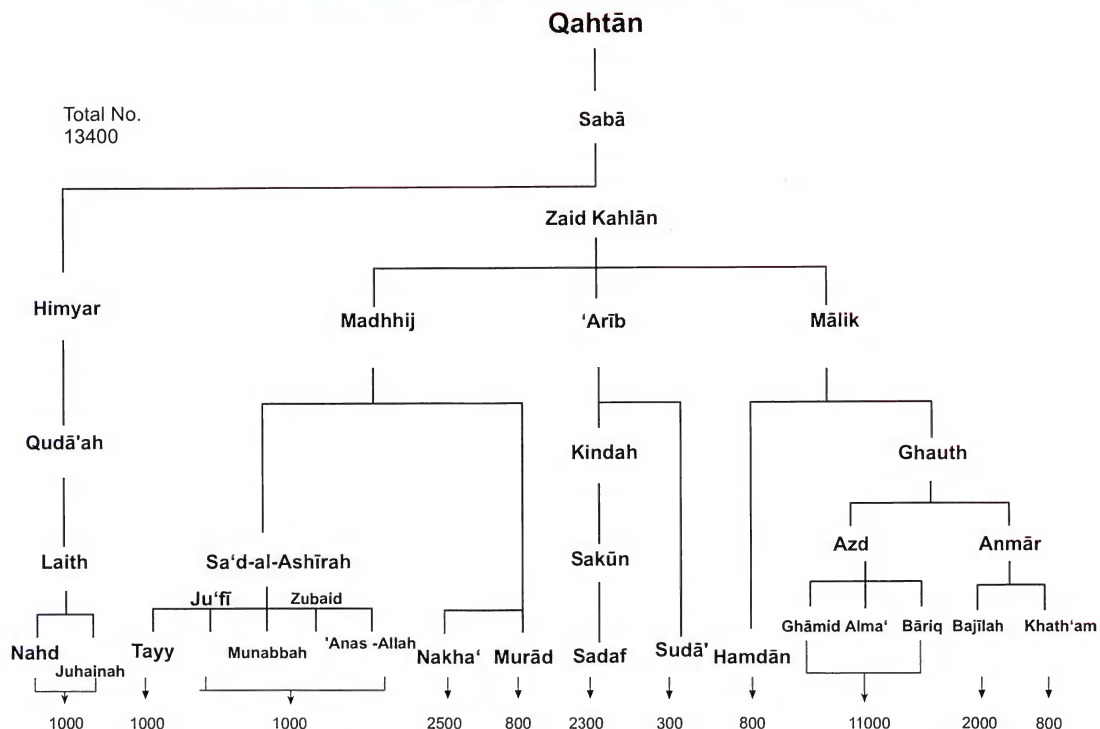 Qahtān
Total No.
13400
Sabā
Zaid Kahlān
Himyar
Madhhij
‘Arīb
Mālik
Qudā'ah
Kindah
Ghauth
Laith
Sa‘d-al-Ashīrah
Sakūn
Azd
Anmār
Ju‘fī
Zubaid
Nahd
Juhainah
Tayy
Munabbah
'Anas -Allah
Nakha‘
Murād
Sadaf
Sudā'
Hamdān
Ghāmid Alma‘ Bāriq
Bajīlah
Khath‘am
1000 1000 1000 2500 800 2300 300 800 11000 2000 800